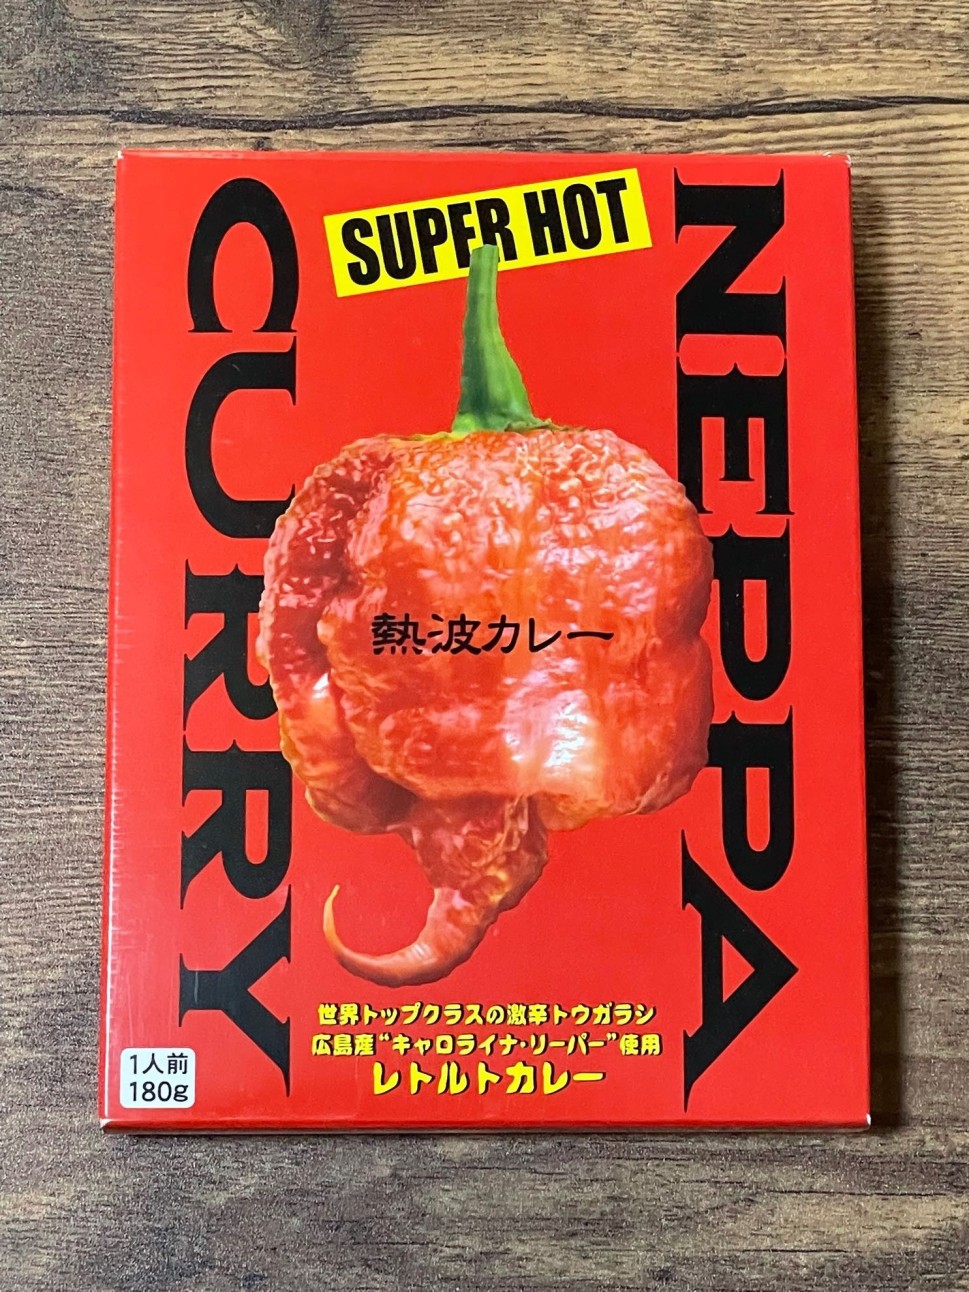 SUPER HOT
NEPPA
CURRY
熱波カレー
世界トップクラスの激辛トウガラシ
広島産“キャロライナ・リーパー”使用
レトルトカレー
1人前
180g